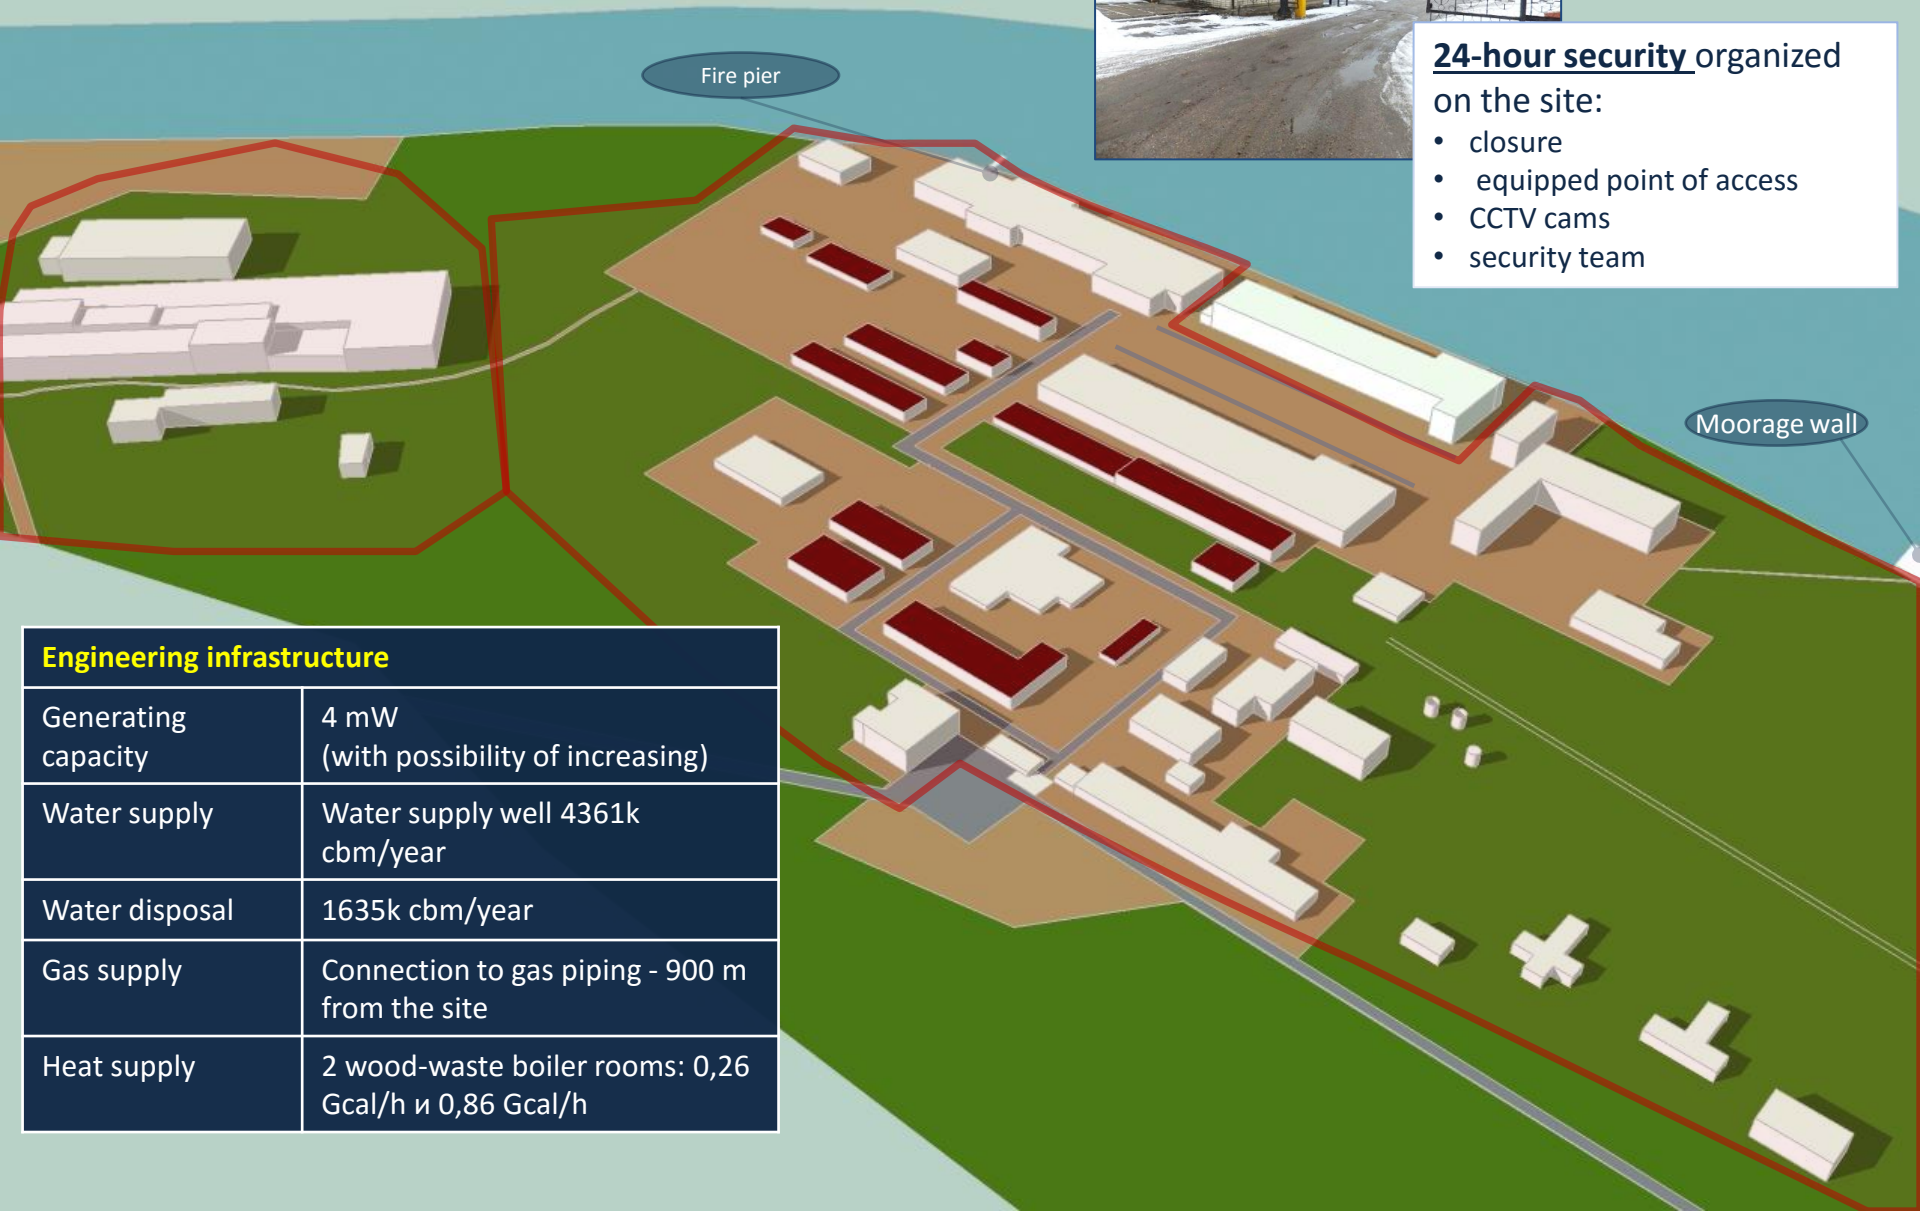 Fire pier
24-hour security organized
on the site:
• closure
• equipped point of access
• CCTV cams
• security team
Moorage wall
Engineering infrastructure
Generating
capacity
4 mW
(with possibility of increasing)
Water supply
Water supply well 4361k
cbm/year
Water disposal
1635k cbm/year
Gas supply
Connection to gas piping - 900 m
from the site
Heat supply
2 wood-waste boiler rooms: 0,26
Gcal/h и 0,86 Gcal/h